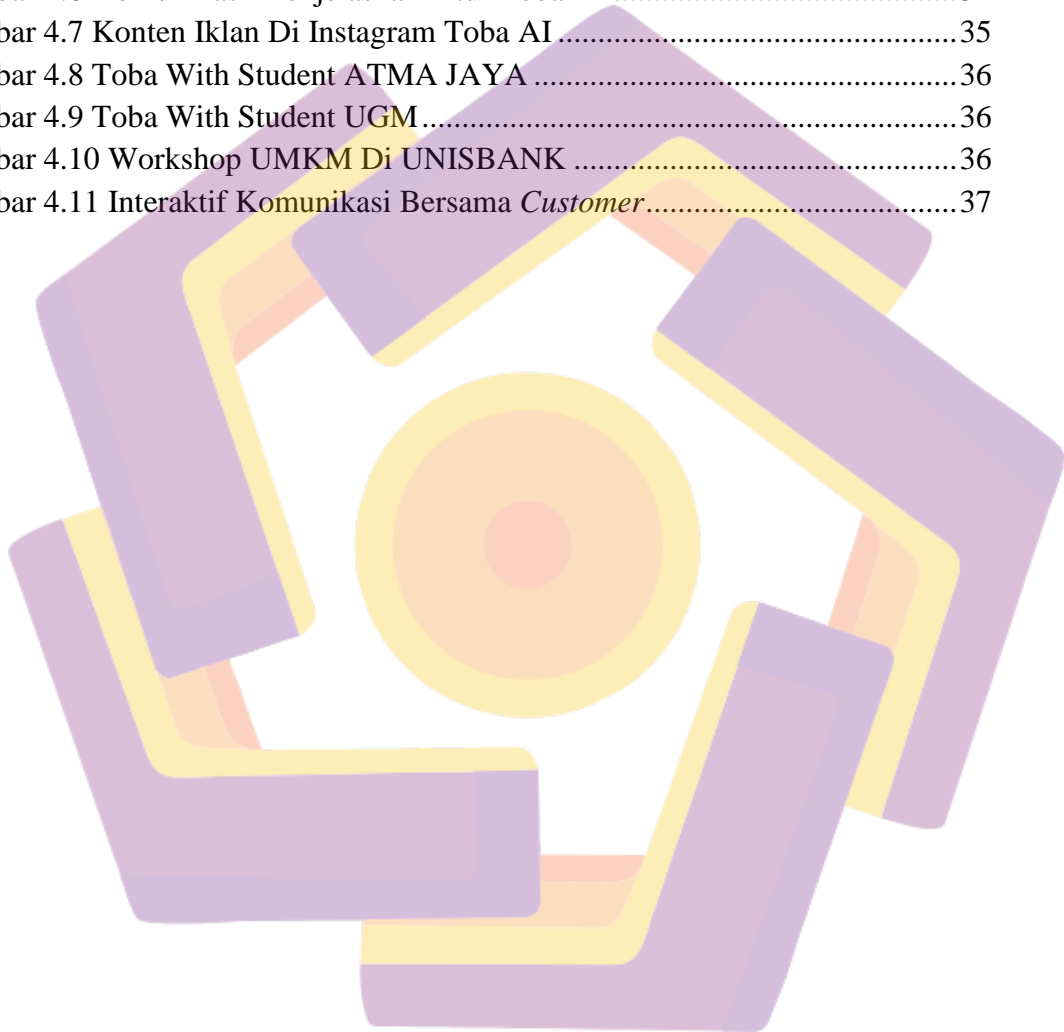 bar 4.7 Konten Iklan Di Instagram Toba AI.......................................................35
bar 4.8 Toba With Student ATMA JAYA...........................................................36
bar 4.9 Toba With Student UGM.........................................................................36
bar 4.10 Workshop UMKM Di UNISBANK ....................................................36
bar 4.11 Interaktif Komunikasi Bersama Customer..........................................37